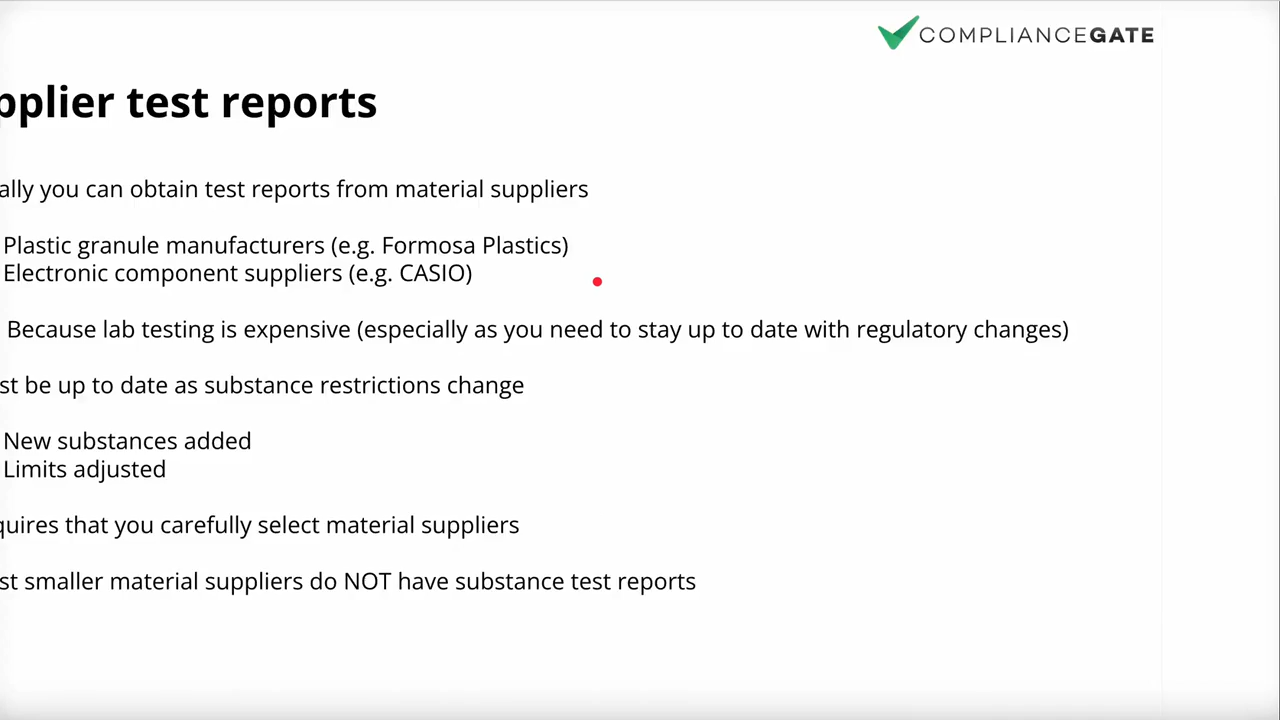 COMPLIANCEGATE
pplier test reports
ally you can obtain test reports from material suppliers
Plastic granule manufacturers (e.g. Formosa Plastics)
Electronic component suppliers (e.g. CASIO)
Because lab testing is expensive (especially as you need to stay up to date with regulatory changes)
st be up to date as substance restrictions change
New substances added
Limits adjusted
quires that you carefully select material suppliers
st smaller material suppliers do NOT have substance test reports